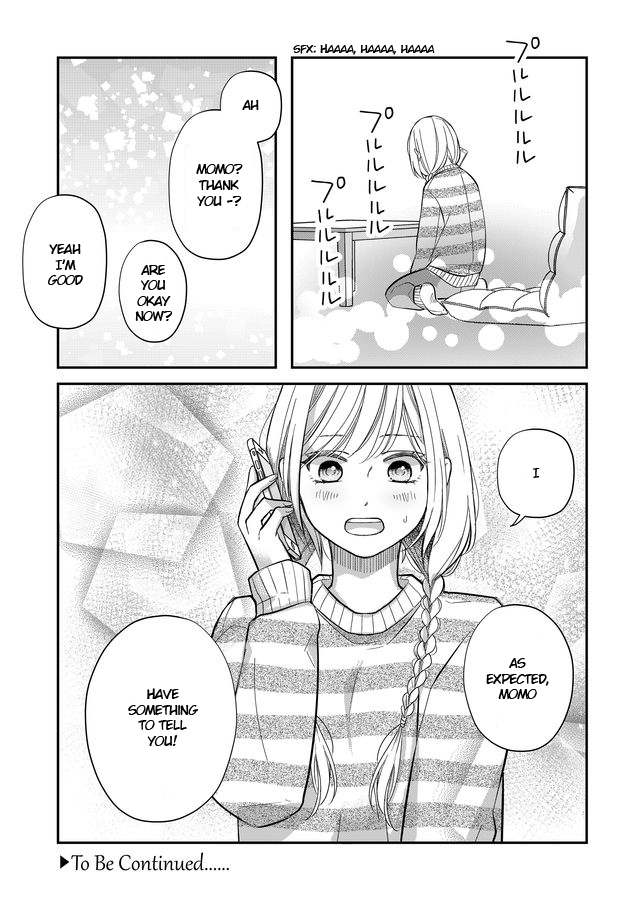 SFX: HAAAA, HAAAA, HAAAA
プルルルル
プルルルルル
プルルルルル
AH
MOMO?
THANK
YOU -?
ARE
YOU
OKAY
NOW?
YEAH
I'M
GOOD
I
AS
EXPECTED,
MOMO
HAVE
SOMETHING
TO TELL
YOU!
▶To Be Continued......